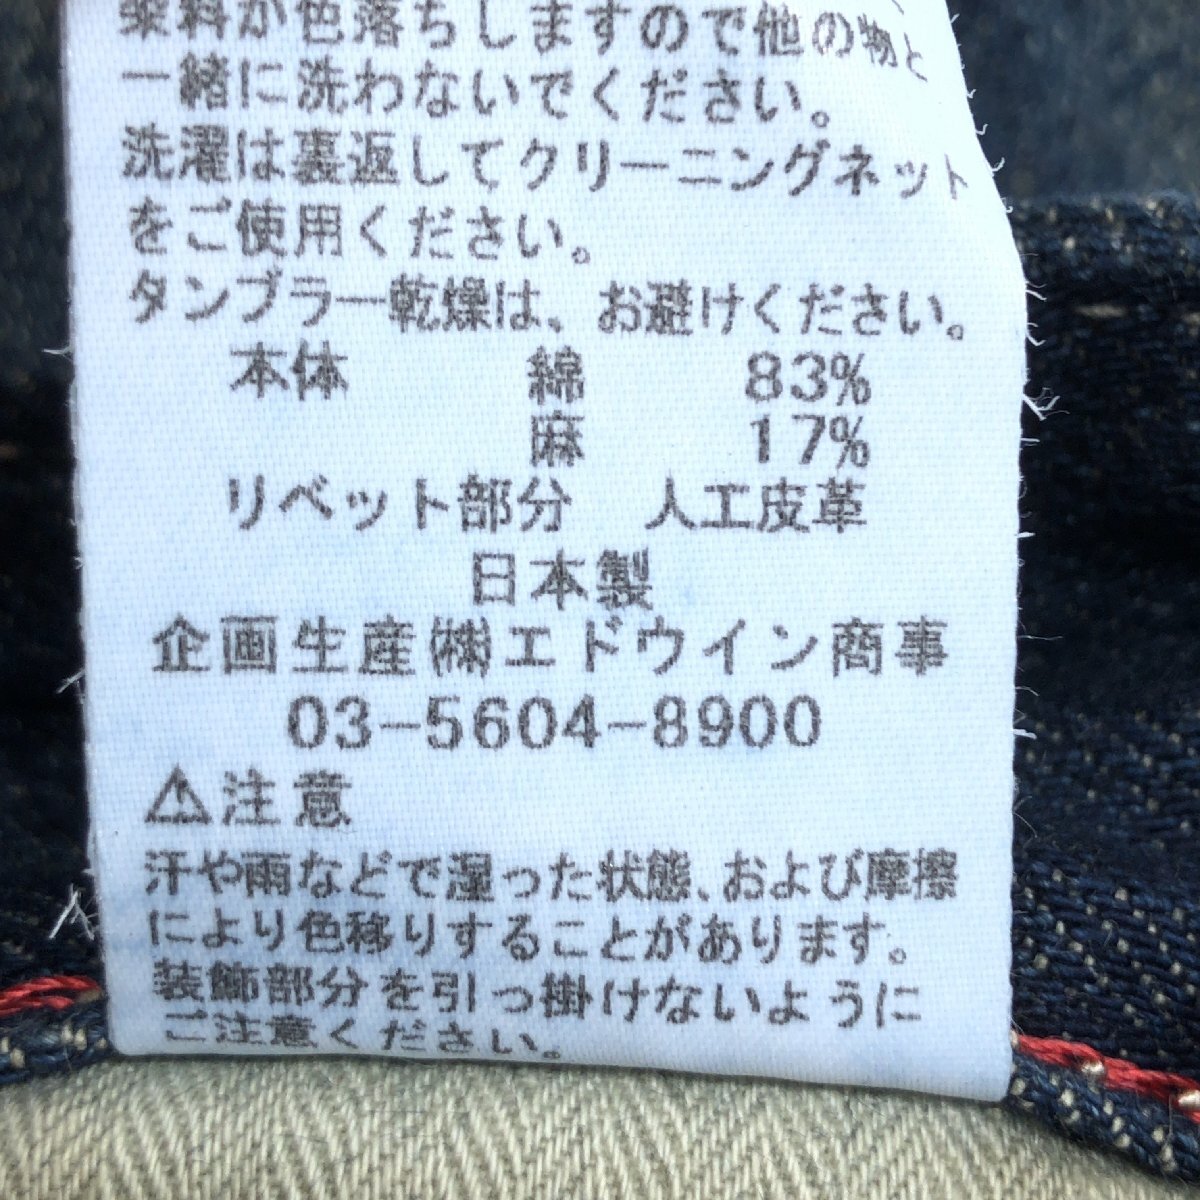 染料が色落ちしますので他の物と
一緒に洗わないでください。
洗濯は裏返してクリーニングネット
をご使用ください。
タンブラー乾燥は、お避けください。
本体 綿 83%
麻 17%
リベット部分 人工皮革
日本製
企画生産㈱エドウイン商事
03-5604-8900
⚠注意
汗や雨などで湿った状態、および摩擦
により色移りすることがあります。
装飾部分を引っ掛けないように
ご注意ください。